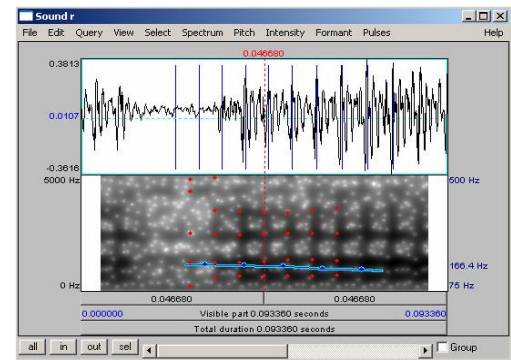 Sound r
File Edit Query View Select Spectrum Pitch Intensity Formant Pulses Help
0.046680
0.3813
0.0107
-0.3616
5000 Hz 500 Hz
166.4 Hz
0 Hz 75 Hz
0.046680 0.046680
0.000000 Visible part 0.093360 seconds 0.093360
Total duration 0.093360 seconds
all in out sel Group